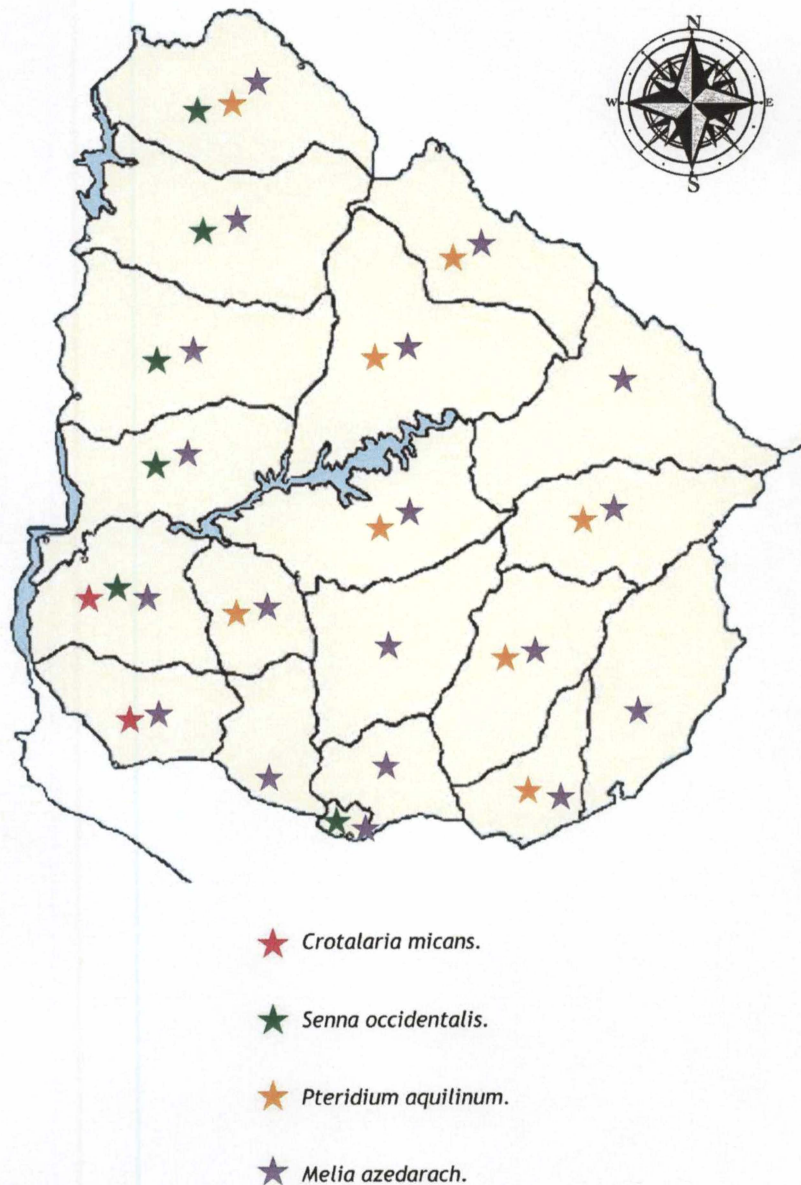 N
W E
S
Crotalaria micans.
Senna occidentalis.
Pteridium aquilinum.
Melia azedarach.